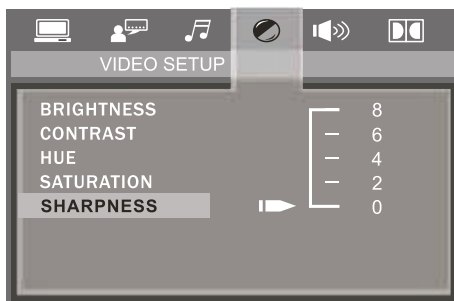 VIDEO SETUP
BRIGHTNESS 8
CONTRAST 6
HUE 4
SATURATION 2
SHARPNESS 0